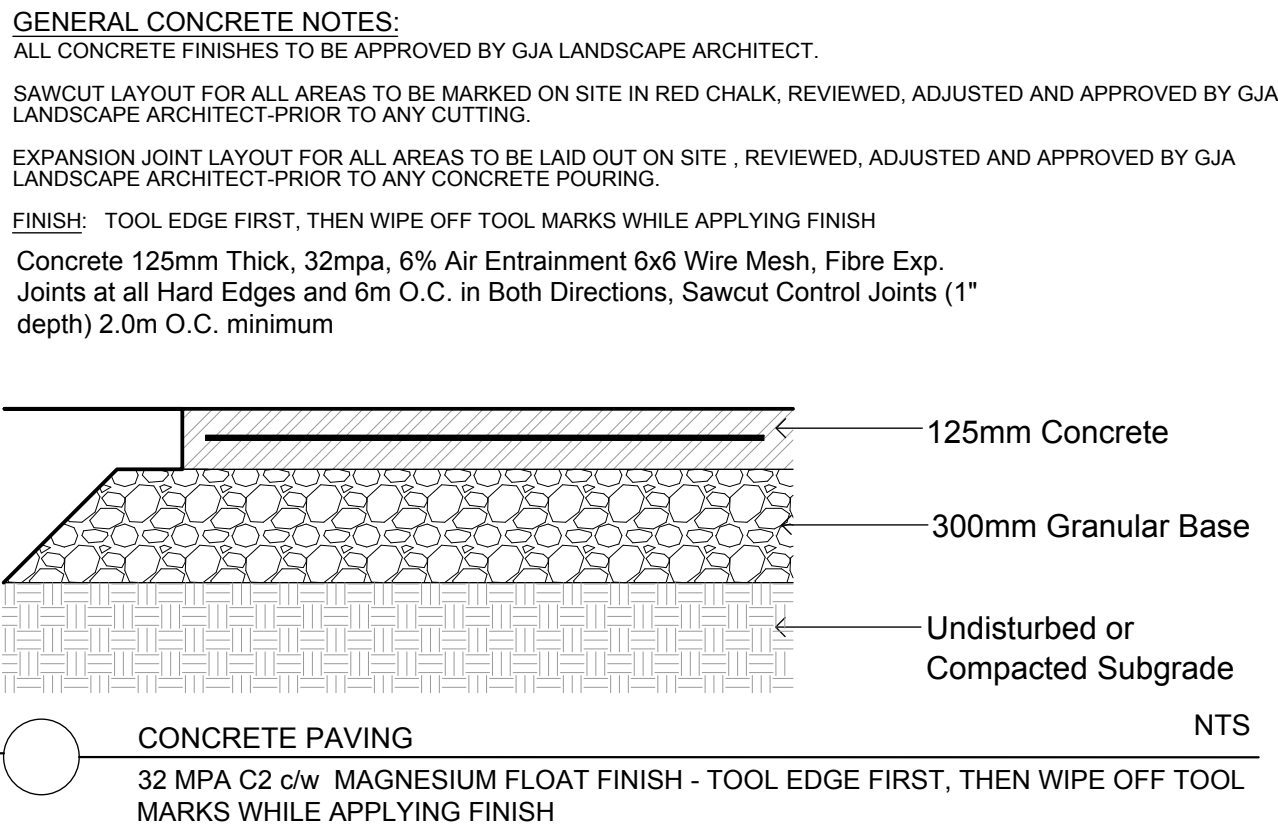 GENERAL CONCRETE NOTES:
ALL CONCRETE FINISHES TO BE APPROVED BY GJA LANDSCAPE ARCHITECT.
SAWCUT LAYOUT FOR ALL AREAS TO BE MARKED ON SITE IN RED CHALK, REVIEWED, ADJUSTED AND APPROVED BY GJA
LANDSCAPE ARCHITECT-PRIOR TO ANY CUTTING.
EXPANSION JOINT LAYOUT FOR ALL AREAS TO BE LAID OUT ON SITE , REVIEWED, ADJUSTED AND APPROVED BY GJA
LANDSCAPE ARCHITECT-PRIOR TO ANY CONCRETE POURING.
FINISH: TOOL EDGE FIRST, THEN WIPE OFF TOOL MARKS WHILE APPLYING FINISH
Concrete 125mm Thick, 32mpa, 6% Air Entrainment 6x6 Wire Mesh, Fibre Exp.
Joints at all Hard Edges and 6m O.C. in Both Directions, Sawcut Control Joints (1"
depth) 2.0m O.C. minimum
125mm Concrete
300mm Granular Base
Undisturbed or
Compacted Subgrade
CONCRETE PAVING
NTS
32 MPA C2 c/w MAGNESIUM FLOAT FINISH - TOOL EDGE FIRST, THEN WIPE OFF TOOL
MARKS WHILE APPLYING FINISH